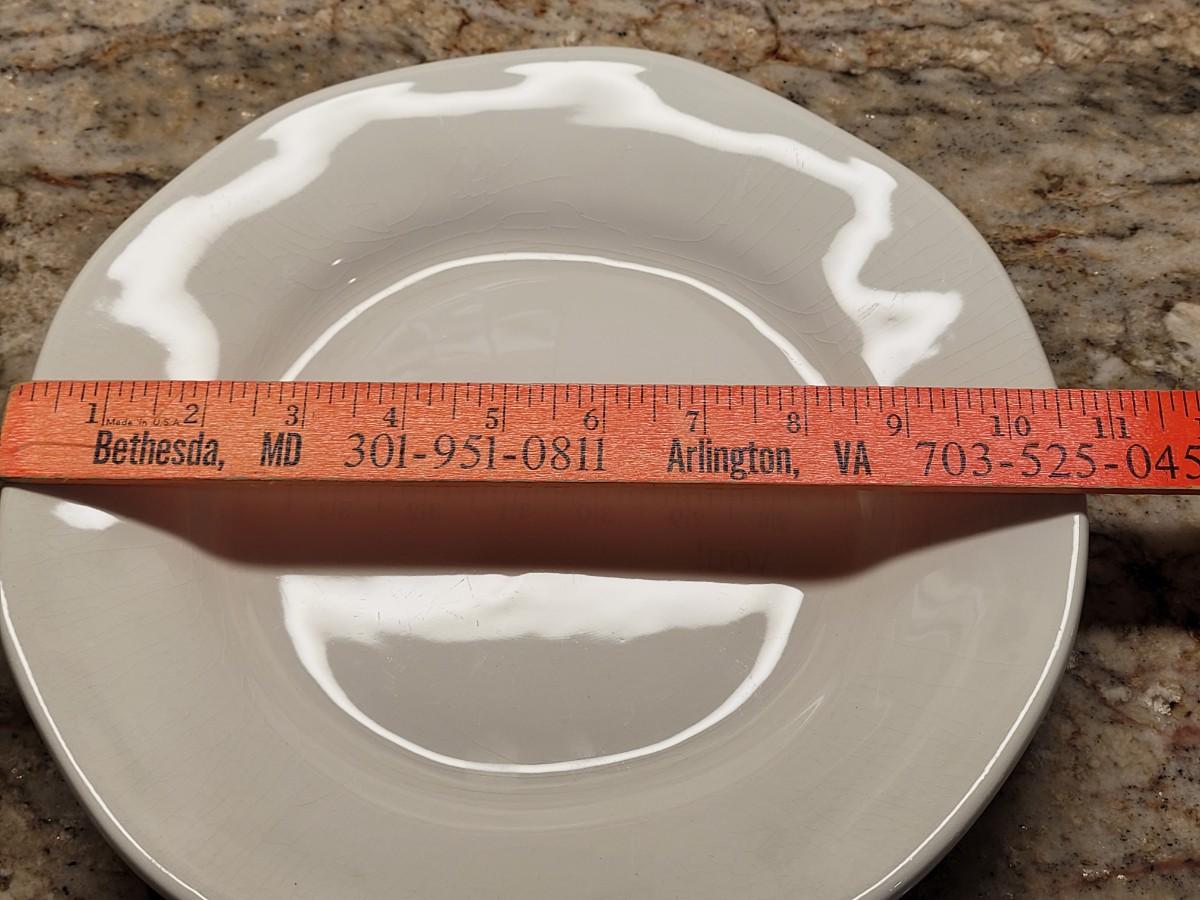 1 2 3 4 5 6 7 8 9 10 11
Made in U.S.A.
Bethesda, MD 301-951-0811 Arlington, VA 703-525-045